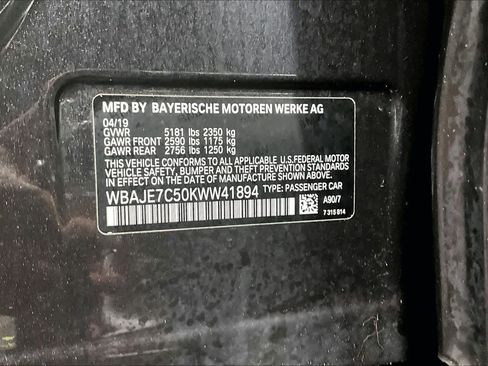 MFD BY BAYERISCHE MOTOREN WERKE AG
04/19
GVWR 5181 lbs 2350 kg
GAWR FRONT 2590 lbs 1175 kg
GAWR REAR 2756 lbs 1250 kg
THIS VEHICLE CONFORMS TO ALL APPLICABLE U.S.FEDERAL MOTOR
VEHICLE SAFETY, BUMPER AND THEFT PREVENTION STANDARDS
IN EFFECT ON THE DATE OF MANUFACTURE SHOWN ABOVE.
WBAJE7C50KWW41894 TYPE: PASSENGER CAR
A90/7
7 315 814